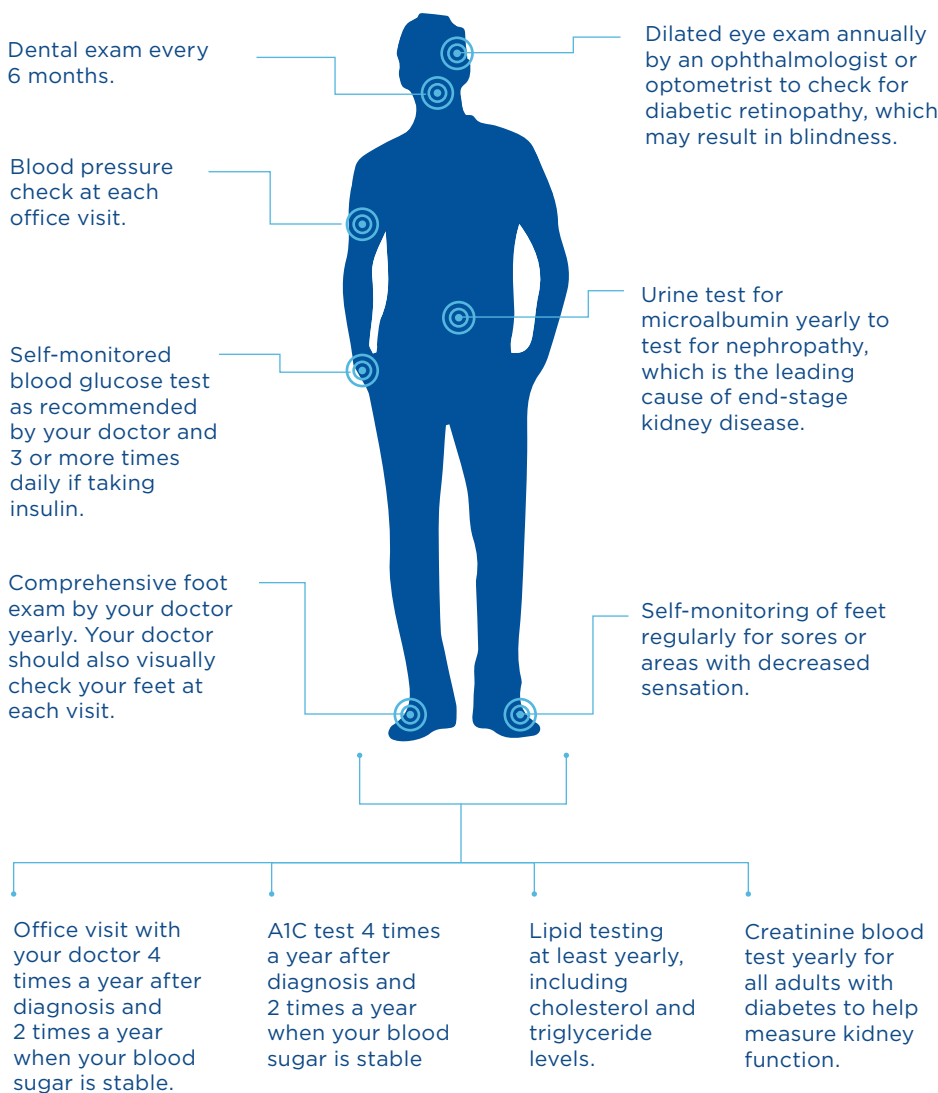 Dental exam every
6 months.
Dilated eye exam annually
by an ophthalmologist or
optometrist to check for
diabetic retinopathy, which
may result in blindness.
Blood pressure
check at each
office visit.
Urine test for
microalbumin yearly to
test for nephropathy,
which is the leading
cause of end-stage
kidney disease.
Self-monitored
blood glucose test
as recommended
by your doctor and
3 or more times
daily if taking
insulin.
Comprehensive foot
exam by your doctor
yearly. Your doctor
should also visually
check your feet at
each visit.
Self-monitoring of feet
regularly for sores or
areas with decreased
sensation.
Office visit with
your doctor 4
times a year after
diagnosis and
2 times a year
when your blood
sugar is stable.
A1C test 4 times
a year after
diagnosis and
2 times a year
when your blood
sugar is stable
Lipid testing
at least yearly,
including
cholesterol and
triglyceride
levels.
Creatinine blood
test yearly for
all adults with
diabetes to help
measure kidney
function.